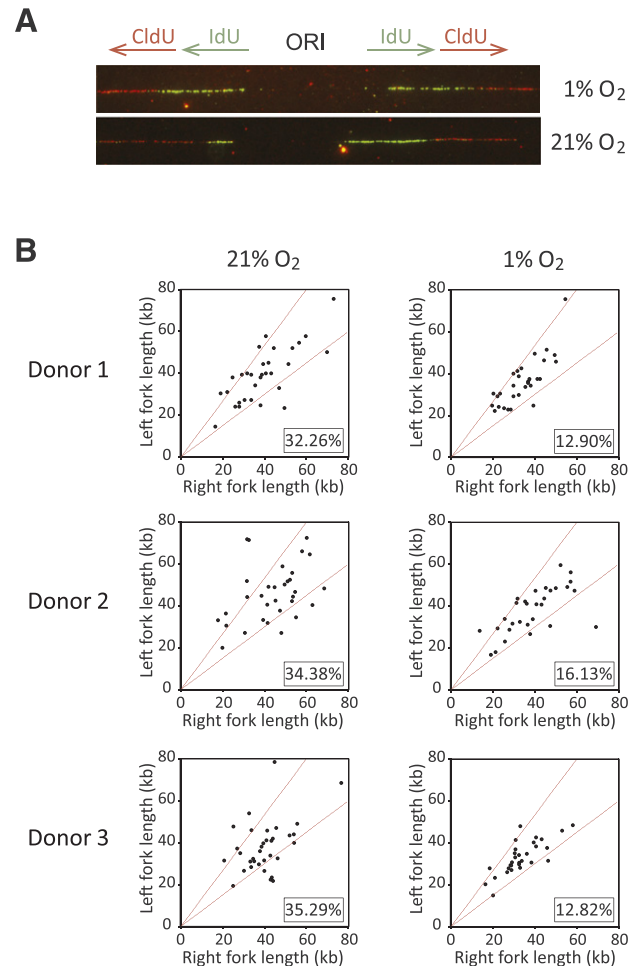 A
CldU IdU ORI IdU CldU
1% O2
21% O2
B
21% O2 1% O2
Donor 1
Left fork length (kb)
80
60
40
20
0
0 20 40 60 80
Right fork length (kb)
32.26%
Left fork length (kb)
80
60
40
20
0
0 20 40 60 80
Right fork length (kb)
12.90%
Donor 2
Left fork length (kb)
80
60
40
20
0
0 20 40 60 80
Right fork length (kb)
34.38%
Left fork length (kb)
80
60
40
20
0
0 20 40 60 80
Right fork length (kb)
16.13%
Donor 3
Left fork length (kb)
80
60
40
20
0
0 20 40 60 80
Right fork length (kb)
35.29%
Left fork length (kb)
80
60
40
20
0
0 20 40 60 80
Right fork length (kb)
12.82%